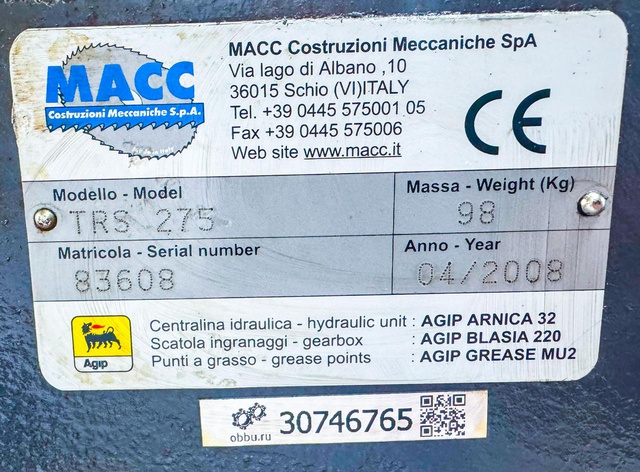 MACC
Costruzioni Meccaniche S.p.A.
MACC Costruzioni Meccaniche SpA
Via lago di Albano ,10
36015 Schio (VI)ITALY
Tel. +39 0445 575001 05
Fax +39 0445 575006
Web site www.macc.it
CE
Modello - Model
TRS 275
Massa - Weight (Kg)
98
Matricola - Serial number
83608
Anno - Year
04/2008
Agip
Centralina idraulica - hydraulic unit : AGIP ARNICA 32
Scatola ingranaggi - gearbox : AGIP BLASIA 220
Punti a grasso - grease points : AGIP GREASE MU2
obbu.ru
30746765